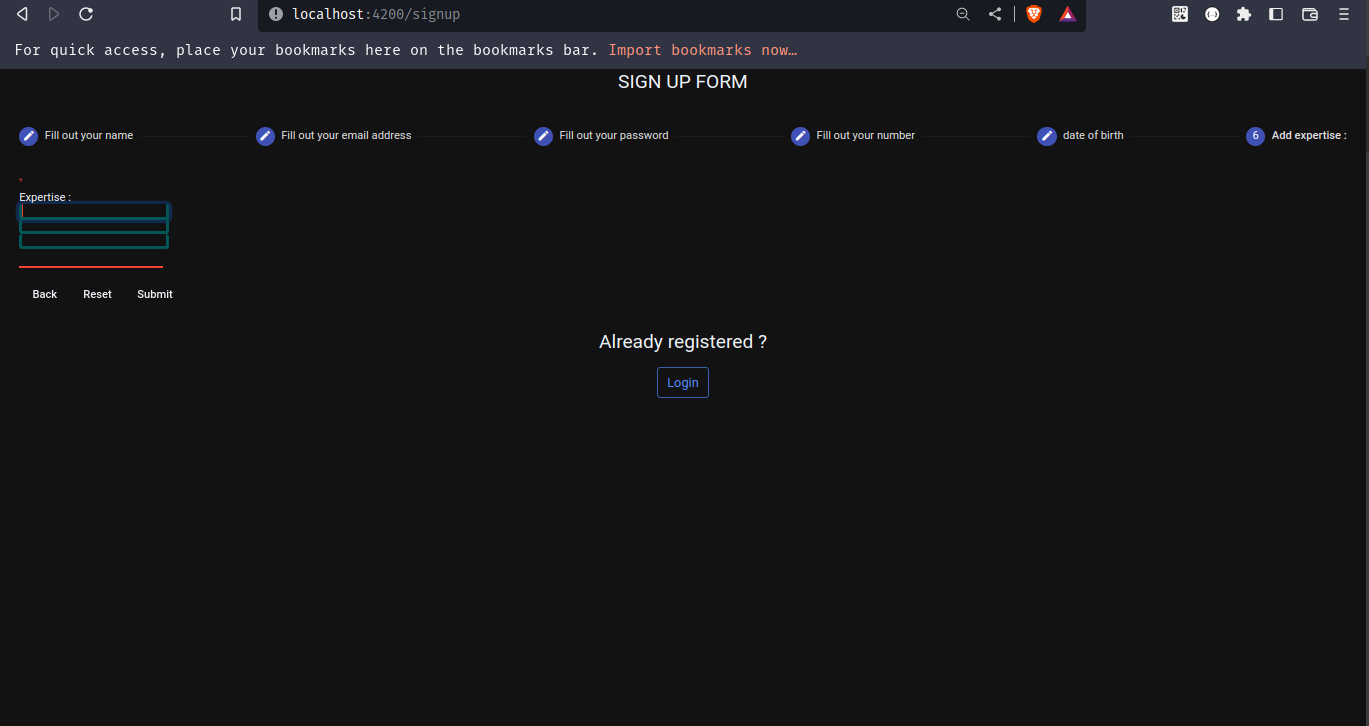 localhost:4200/signup
For quick access, place your bookmarks here on the bookmarks bar. Import bookmarks now…
SIGN UP FORM
Fill out your name
Fill out your email address
Fill out your password
Fill out your number
date of birth
6 Add expertise :
*
Expertise :
Back Reset Submit
Already registered ?
Login